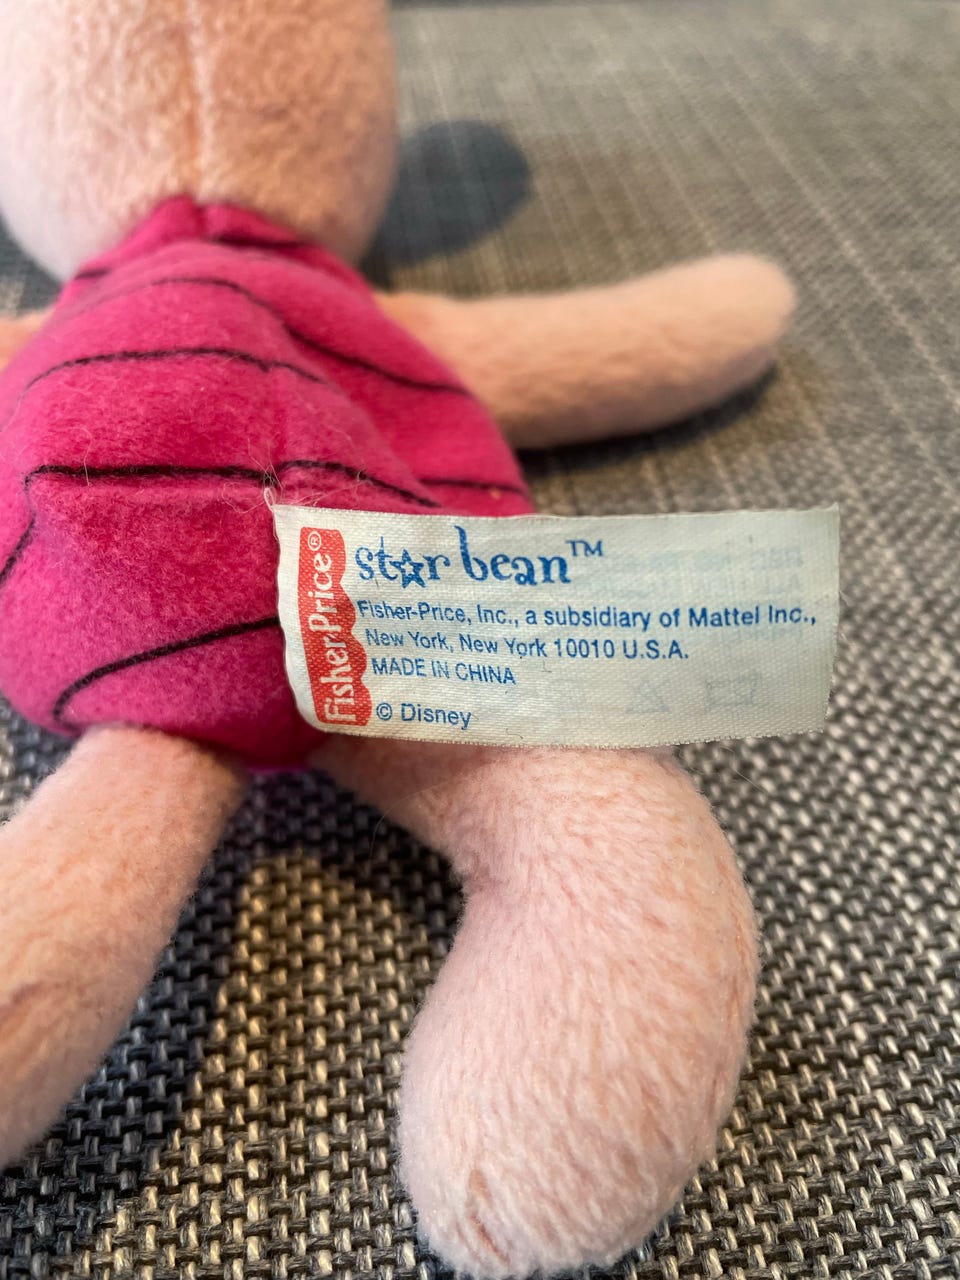 Fisher-Price®
star bean™
Fisher-Price, Inc., a subsidiary of Mattel Inc.,
New York, New York 10010 U.S.A.
MADE IN CHINA
© Disney